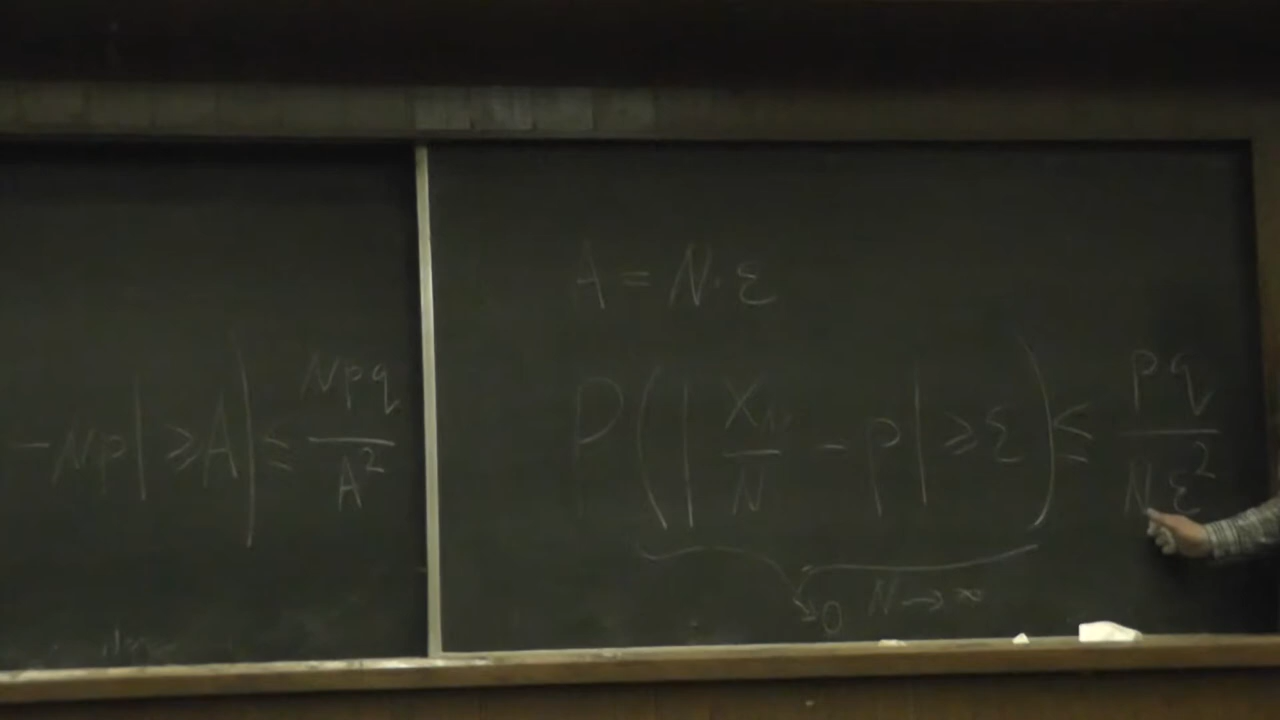 - Np| ≥ A) ≤ Npq / A²
A = N · ε
P(| X_N / N - p | ≥ ε) ≤ pq / Nε²
→ 0 N → ∞